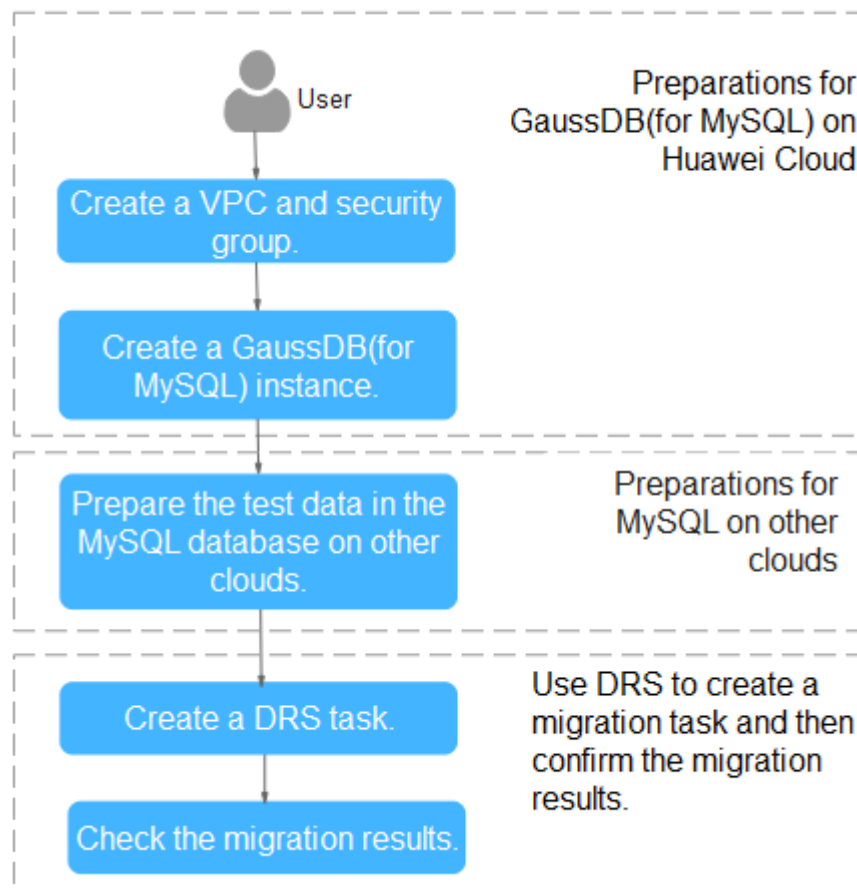 User
Preparations for
GaussDB(for MySQL) on
Huawei Cloud
Create a VPC and security
group.
Create a GaussDB(for
MySQL) instance.
Prepare the test data in the
MySQL database on other
clouds.
Preparations for
MySQL on other
clouds
Create a DRS task.
Use DRS to create a
migration task and then
confirm the migration
results.
Check the migration results.